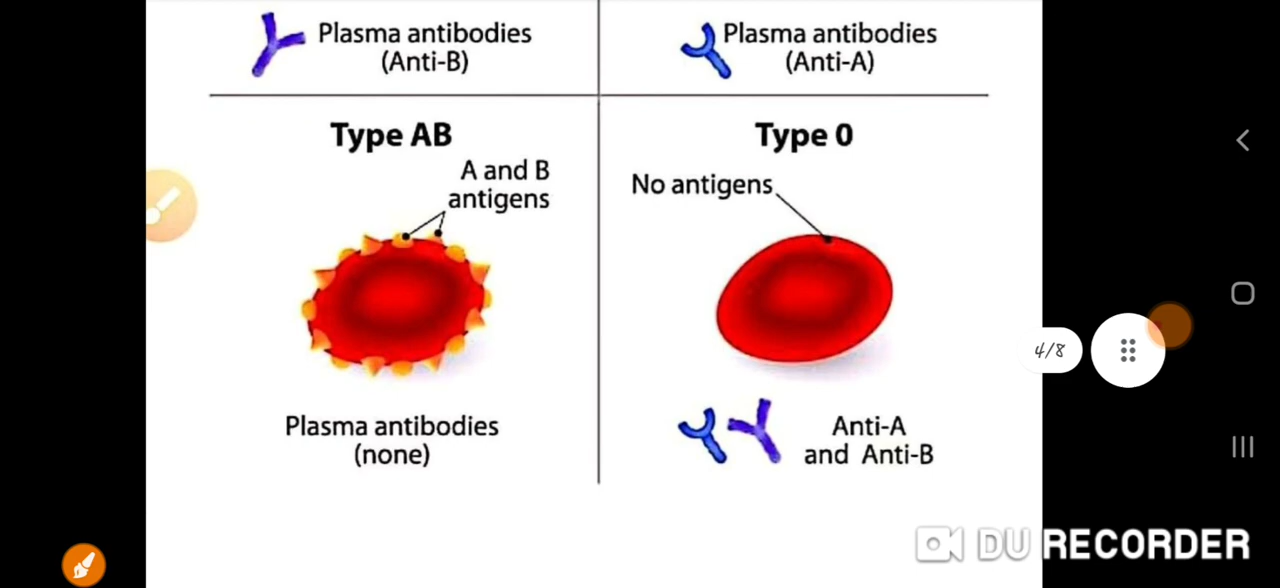 Plasma antibodies
(Anti-B)
Plasma antibodies
(Anti-A)
Type AB
A and B
antigens
Type 0
No antigens
Plasma antibodies
(none)
Anti-A
and Anti-B
4/8
DU RECORDER